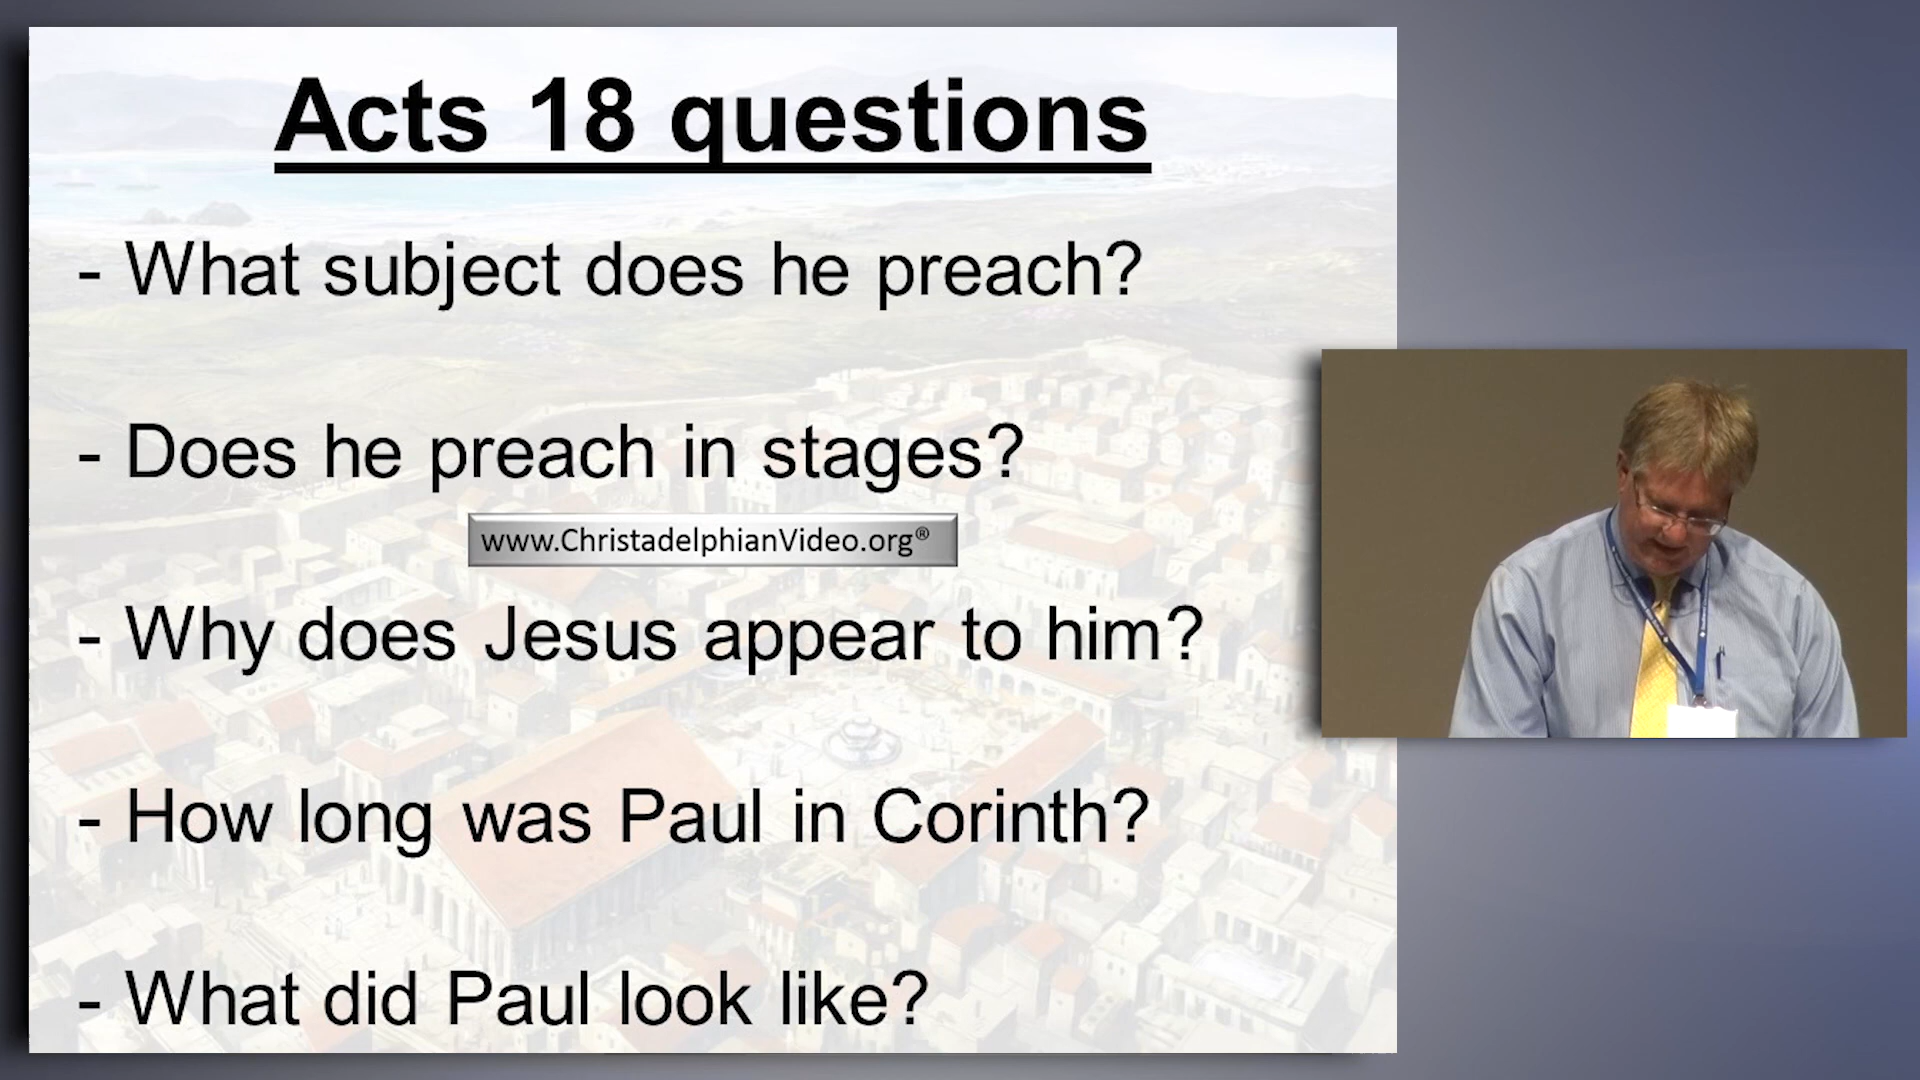 Acts 18 questions
- What subject does he preach?
- Does he preach in stages?
www.ChristadelphianVideo.org®
- Why does Jesus appear to him?
- How long was Paul in Corinth?
- What did Paul look like?